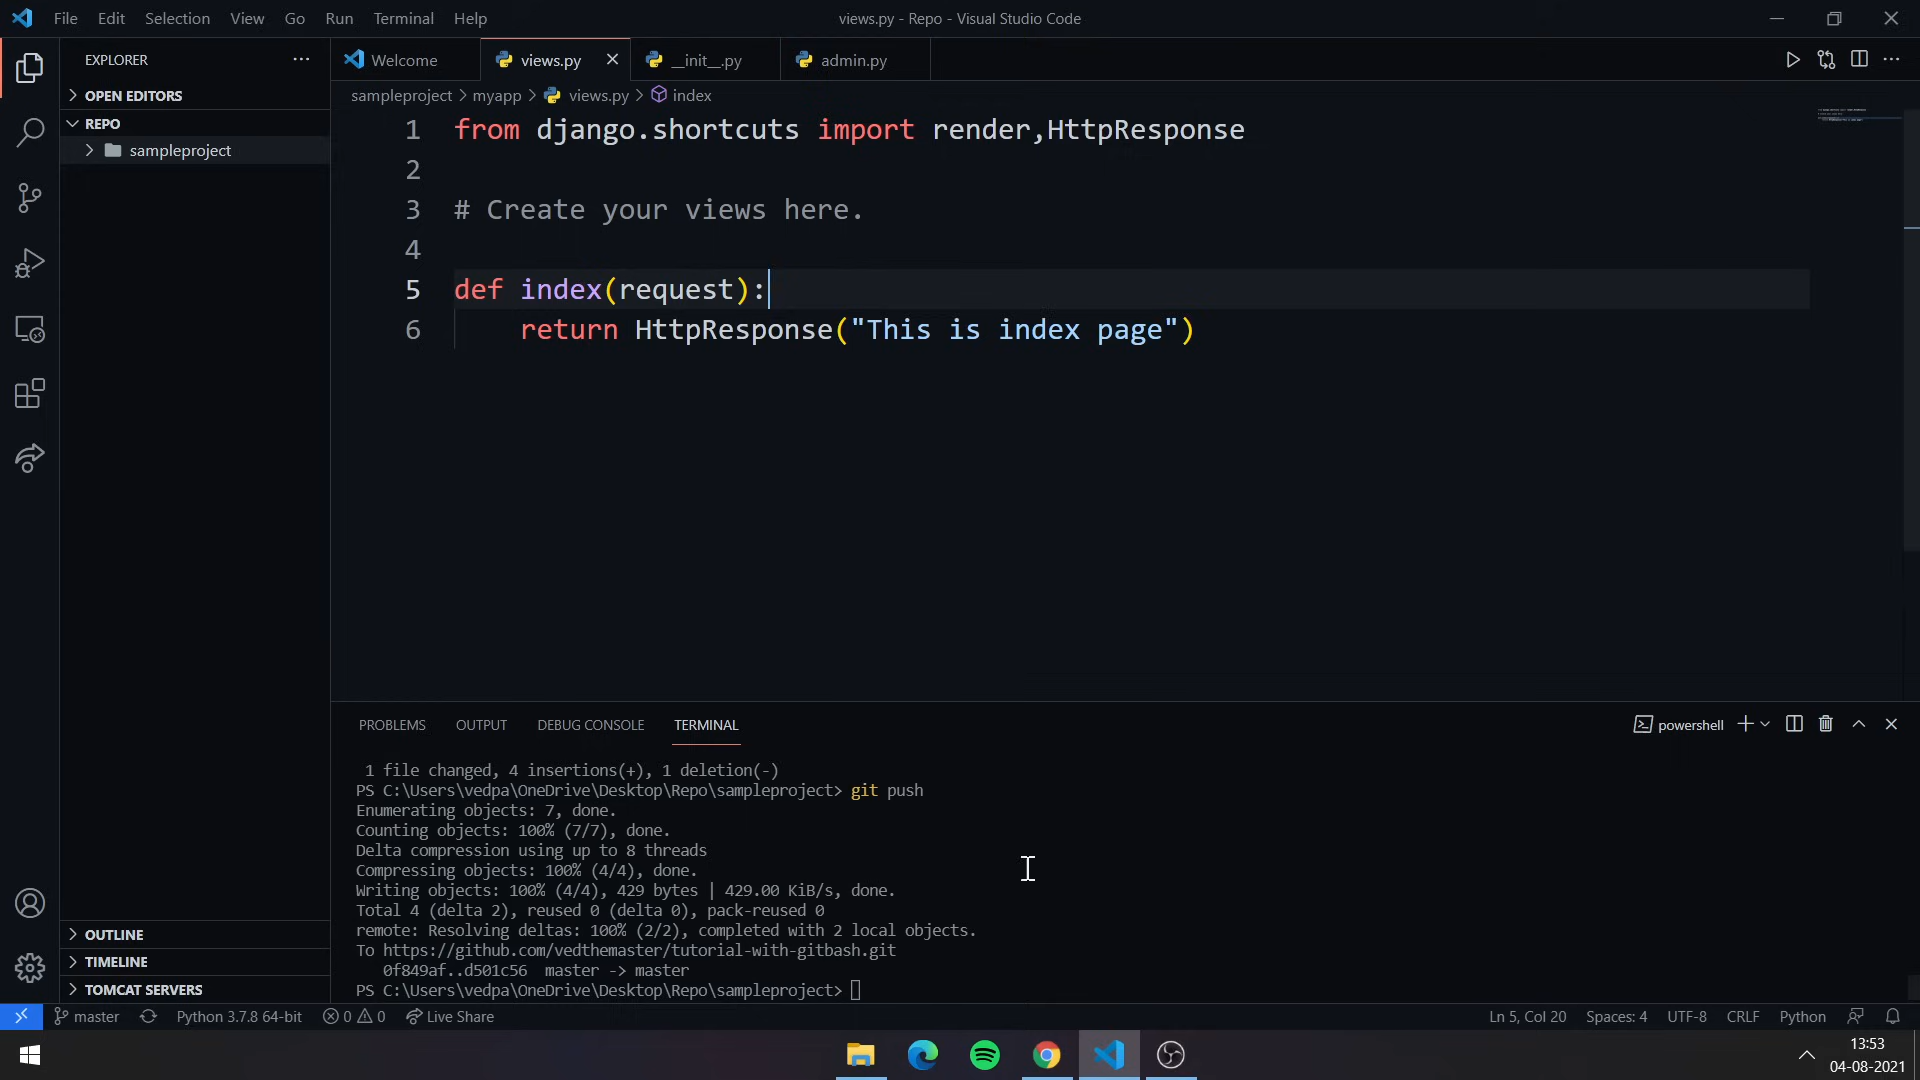 File Edit Selection View Go Run Terminal Help
views.py - Repo - Visual Studio Code
EXPLORER
OPEN EDITORS
REPO
sampleproject
Welcome
views.py
__init__.py
admin.py
sampleproject > myapp > views.py > index
1 from django.shortcuts import render,HttpResponse
2
3 # Create your views here.
4
5 def index(request):
6 return HttpResponse("This is index page")
PROBLEMS OUTPUT DEBUG CONSOLE TERMINAL
powershell
1 file changed, 4 insertions(+), 1 deletion(-)
PS C:\Users\vedpa\OneDrive\Desktop\Repo\sampleproject> git push
Enumerating objects: 7, done.
Counting objects: 100% (7/7), done.
Delta compression using up to 8 threads
Compressing objects: 100% (4/4), done.
Writing objects: 100% (4/4), 429 bytes | 429.00 KiB/s, done.
Total 4 (delta 2), reused 0 (delta 0), pack-reused 0
remote: Resolving deltas: 100% (2/2), completed with 2 local objects.
To https://github.com/vedthemaster/tutorial-with-gitbash.git
0f849af..d501c56 master -> master
PS C:\Users\vedpa\OneDrive\Desktop\Repo\sampleproject>
OUTLINE
TIMELINE
TOMCAT SERVERS
master Python 3.7.8 64-bit 0 0 Live Share
Ln 5, Col 20 Spaces: 4 UTF-8 CRLF Python
13:53
04-08-2021